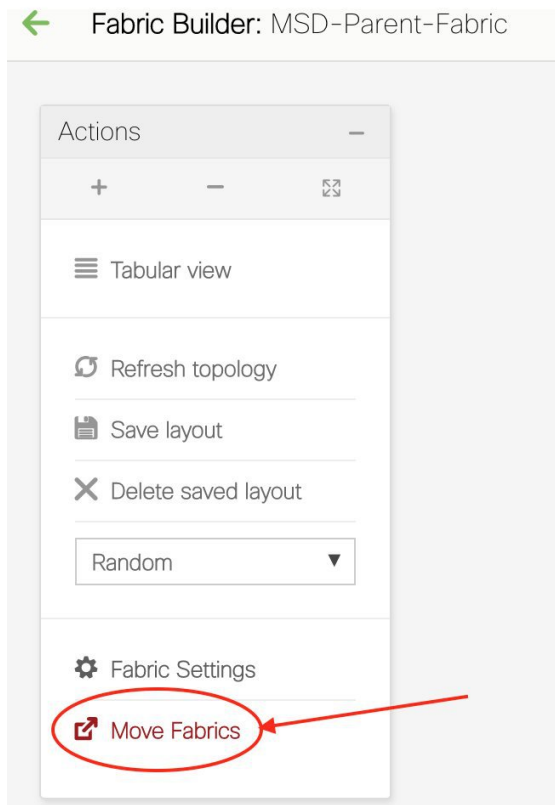 Fabric Builder: MSD-Parent-Fabric
Actions
Tabular view
Refresh topology
Save layout
Delete saved layout
Random
Fabric Settings
Move Fabrics